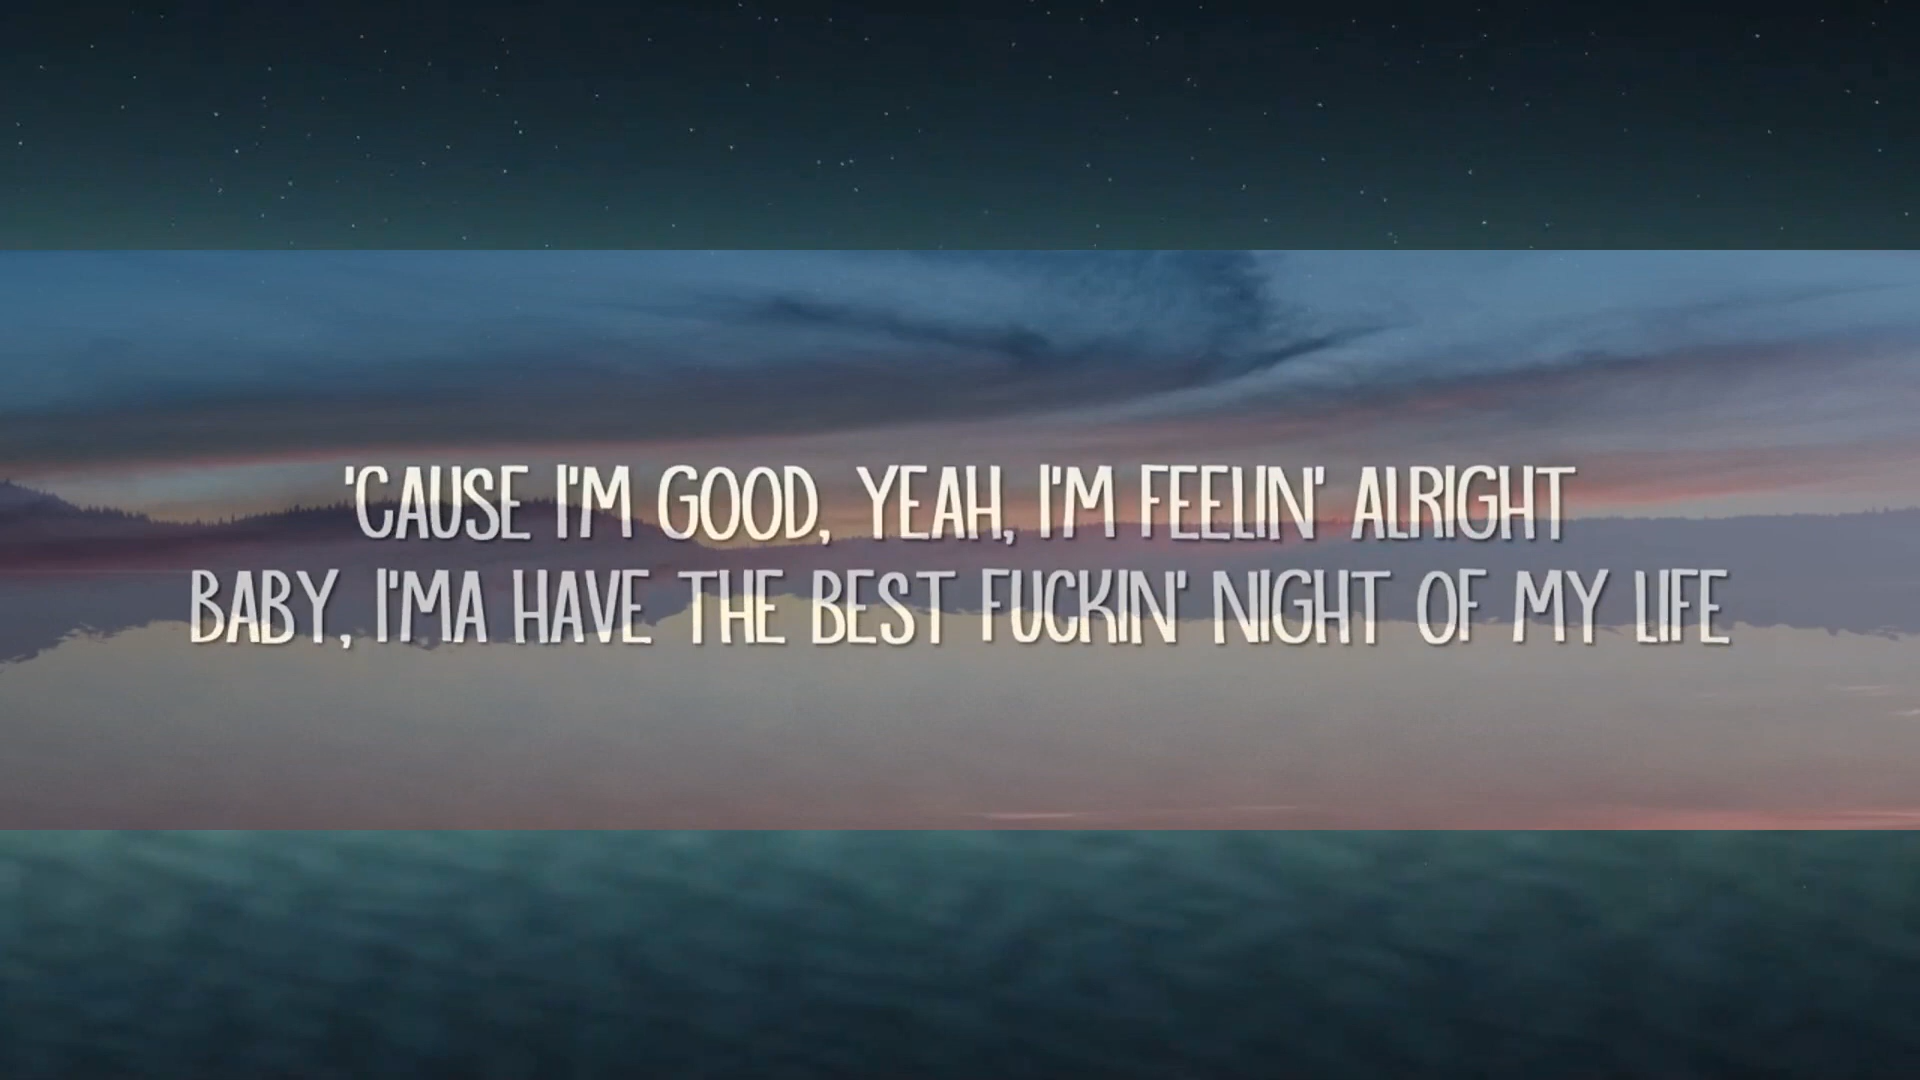 'CAUSE I'M GOOD, YEAH, I'M FEELIN' ALRIGHT
BABY, I'MA HAVE THE BEST FUCKIN' NIGHT OF MY LIFE